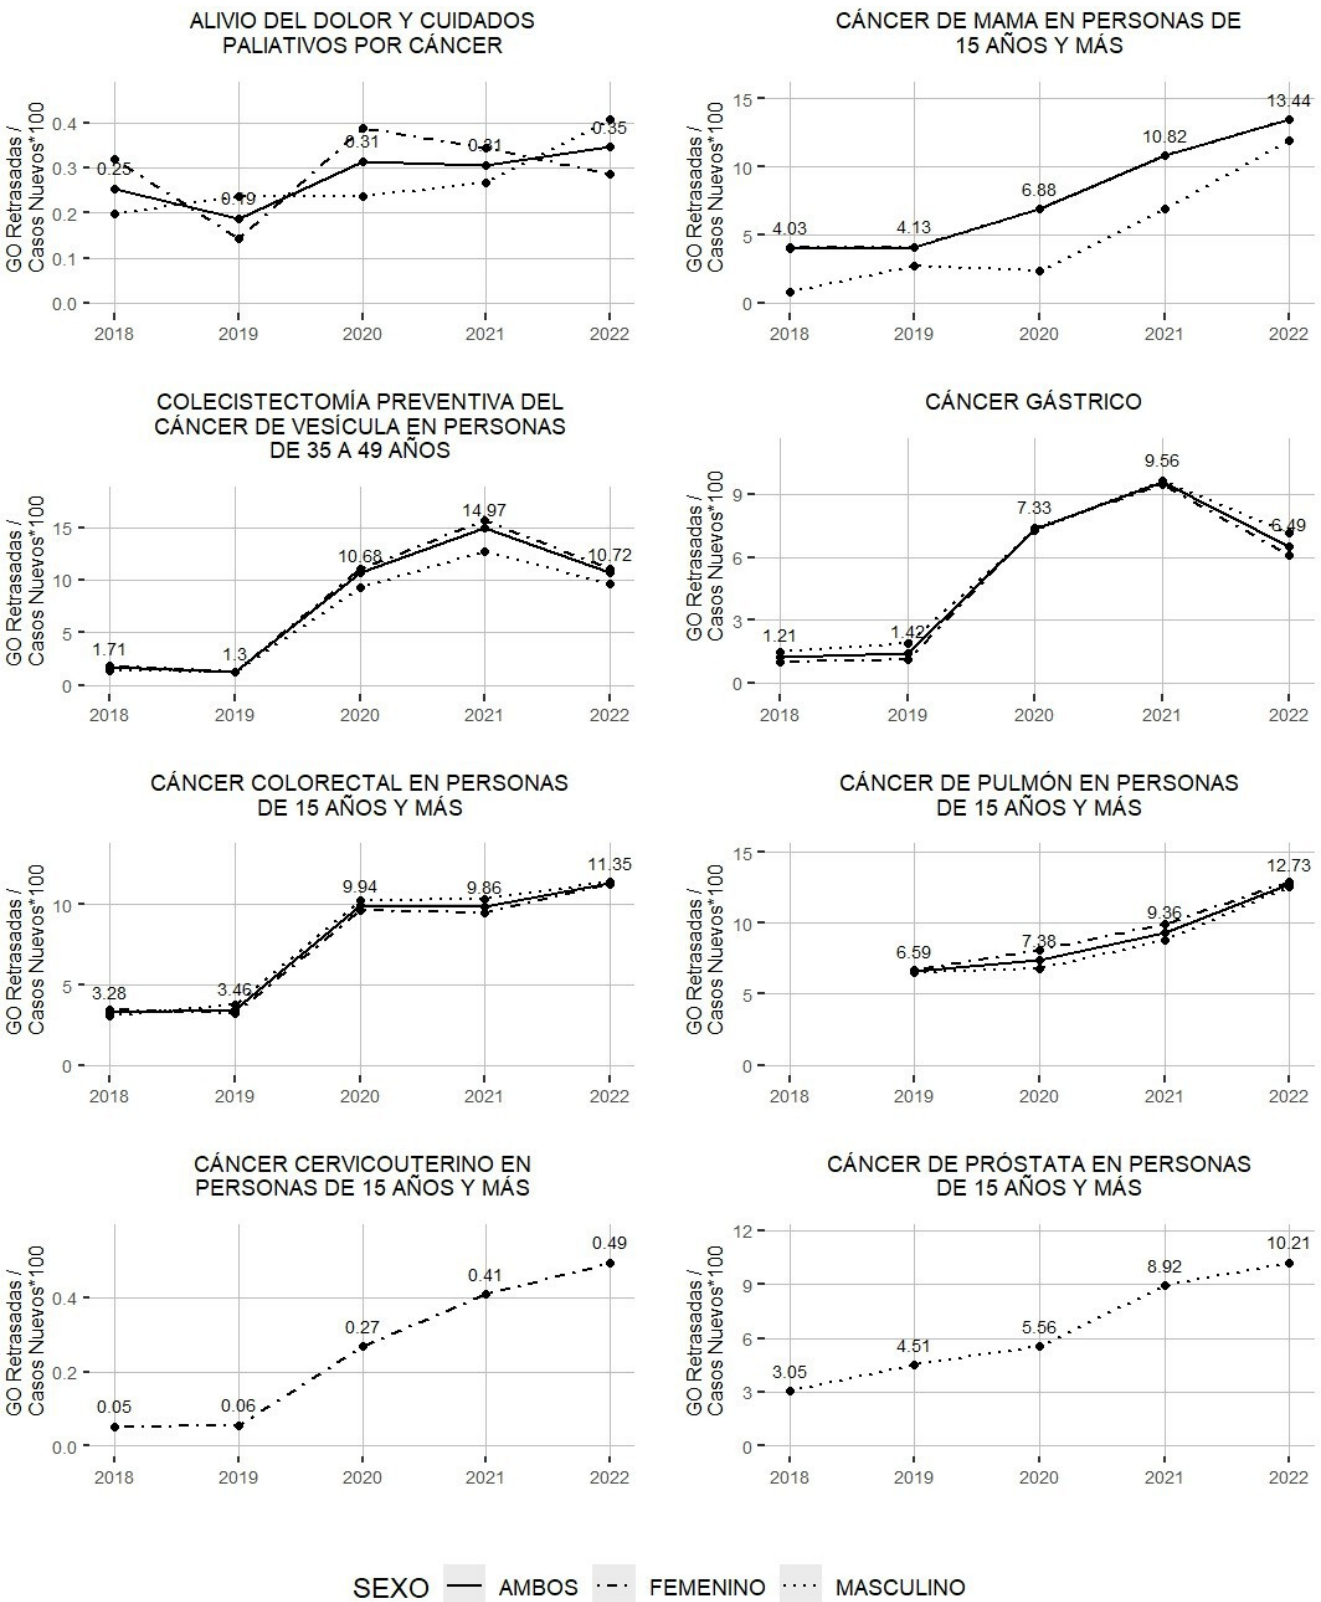 ALIVIO DEL DOLOR Y CUIDADOS
PALIATIVOS POR CÁNCER
GO Retrasadas /
Casos Nuevos*100
0.4
0.3
0.2
0.1
0.0
0.25
0.19
0.31
0.31
0.35
2018 2019 2020 2021 2022
CÁNCER DE MAMA EN PERSONAS DE
15 AÑOS Y MÁS
GO Retrasadas /
Casos Nuevos*100
15
10
5
0
4.03
4.13
6.88
10.82
13.44
2018 2019 2020 2021 2022
COLECISTECTOMÍA PREVENTIVA DEL
CÁNCER DE VESÍCULA EN PERSONAS
DE 35 A 49 AÑOS
GO Retrasadas /
Casos Nuevos*100
15
10
5
0
1.71
1.3
10.68
14.97
10.72
2018 2019 2020 2021 2022
CÁNCER GÁSTRICO
GO Retrasadas /
Casos Nuevos*100
9
6
3
0
1.21
1.42
7.33
9.56
6.49
2018 2019 2020 2021 2022
CÁNCER COLORECTAL EN PERSONAS
DE 15 AÑOS Y MÁS
GO Retrasadas /
Casos Nuevos*100
10
5
0
3.28
3.46
9.94
9.86
11.35
2018 2019 2020 2021 2022
CÁNCER DE PULMÓN EN PERSONAS
DE 15 AÑOS Y MÁS
GO Retrasadas /
Casos Nuevos*100
15
10
5
0
6.59
7.38
9.36
12.73
2018 2019 2020 2021 2022
CÁNCER CERVICOUTERINO EN
PERSONAS DE 15 AÑOS Y MÁS
GO Retrasadas /
Casos Nuevos*100
0.4
0.2
0.0
0.05
0.06
0.27
0.41
0.49
2018 2019 2020 2021 2022
CÁNCER DE PRÓSTATA EN PERSONAS
DE 15 AÑOS Y MÁS
GO Retrasadas /
Casos Nuevos*100
12
9
6
3
0
3.05
4.51
5.56
8.92
10.21
2018 2019 2020 2021 2022
SEXO AMBOS FEMENINO MASCULINO